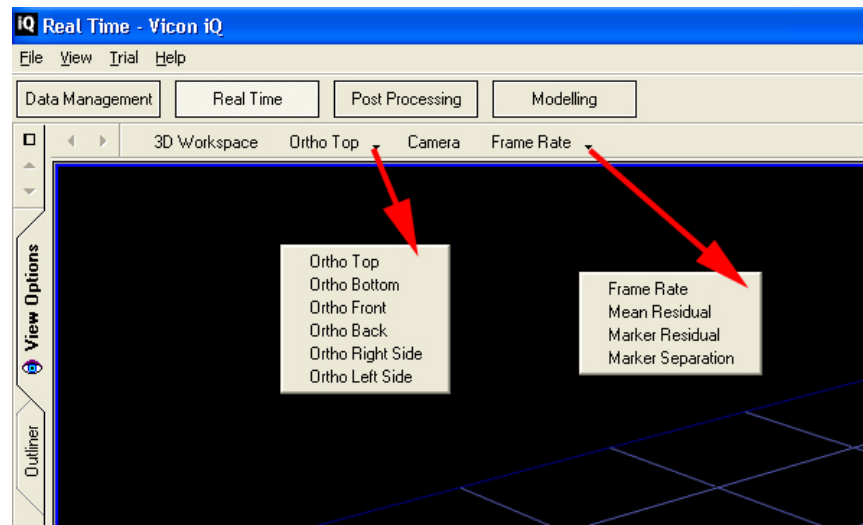 iQ Real Time - Vicon iQ
File View Trial Help
Data Management Real Time Post Processing Modelling
3D Workspace Ortho Top Camera Frame Rate
View Options
Outliner
Ortho Top
Ortho Bottom
Ortho Front
Ortho Back
Ortho Right Side
Ortho Left Side
Frame Rate
Mean Residual
Marker Residual
Marker Separation